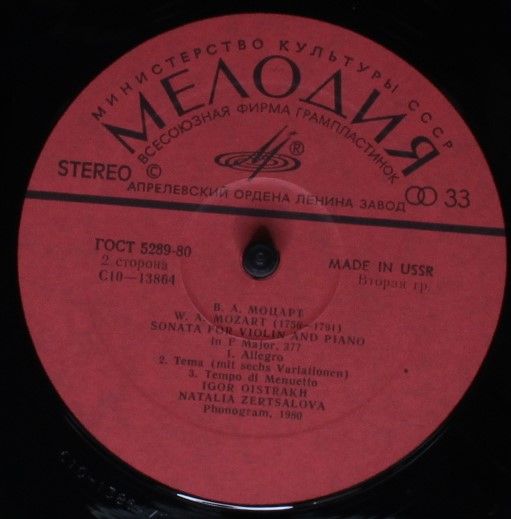 МИНИСТЕРСТВО КУЛЬТУРЫ СССР
МЕЛОДИЯ
ВСЕСОЮЗНАЯ ФИРМА ГРАМПЛАСТИНОК
STEREO © ® 33
АПРЕЛЕВСКИЙ ОРДЕНА ЛЕНИНА ЗАВОД
ГОСТ 5289-80
2 сторона
С10—13864
MADE IN USSR
Вторая гр.
В. А. МОЦАРТ
W. A. MOZART (1756-1791)
SONATA FOR VIOLIN AND PIANO
in F Major, 377
1. Allegro
2. Tema (mit sechs Variationen)
3. Tempo di Menuetto
IGOR OISTRAKH
NATALIA ZERTSALOVA
Phonogram, 1980